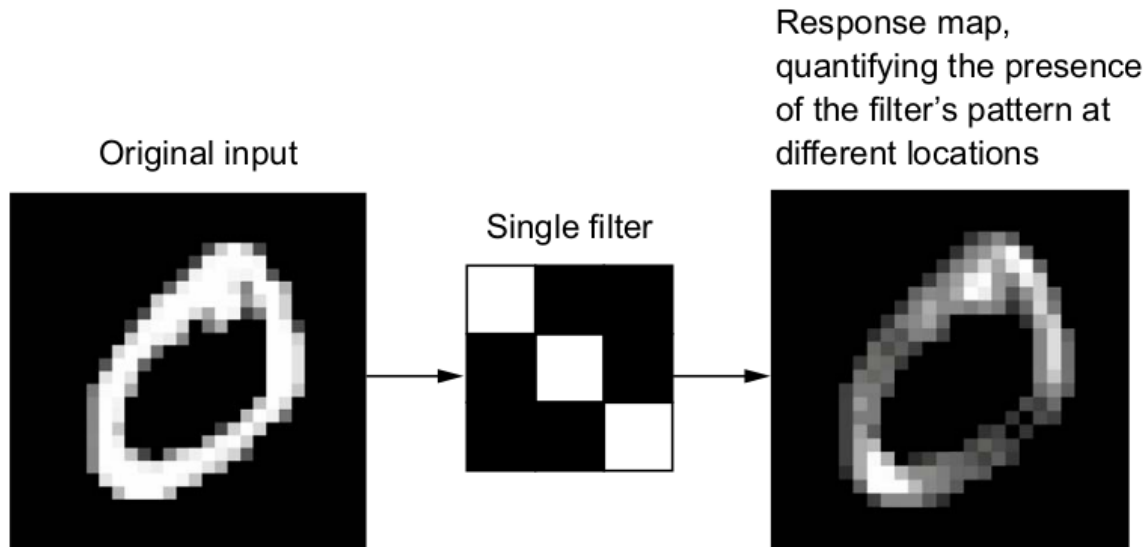 Original input
Single filter
Response map,
quantifying the presence
of the filter's pattern at
different locations